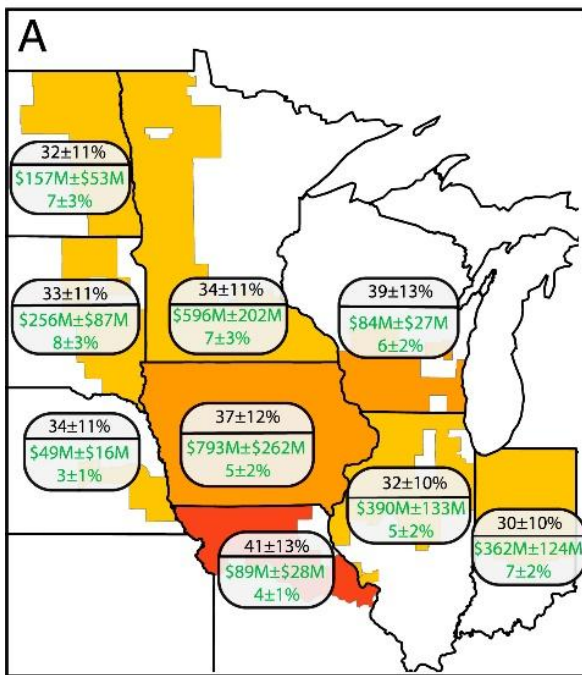 A
32±11%
$157M±$53M
7±3%
33±11%
$256M±$87M
8±3%
34±11%
$596M±202M
7±3%
39±13%
$84M±$27M
6±2%
34±11%
$49M±$16M
3±1%
37±12%
$793M±$262M
5±2%
32±10%
$390M±133M
5±2%
30±10%
$362M±124M
7±2%
41±13%
$89M±$28M
4±1%